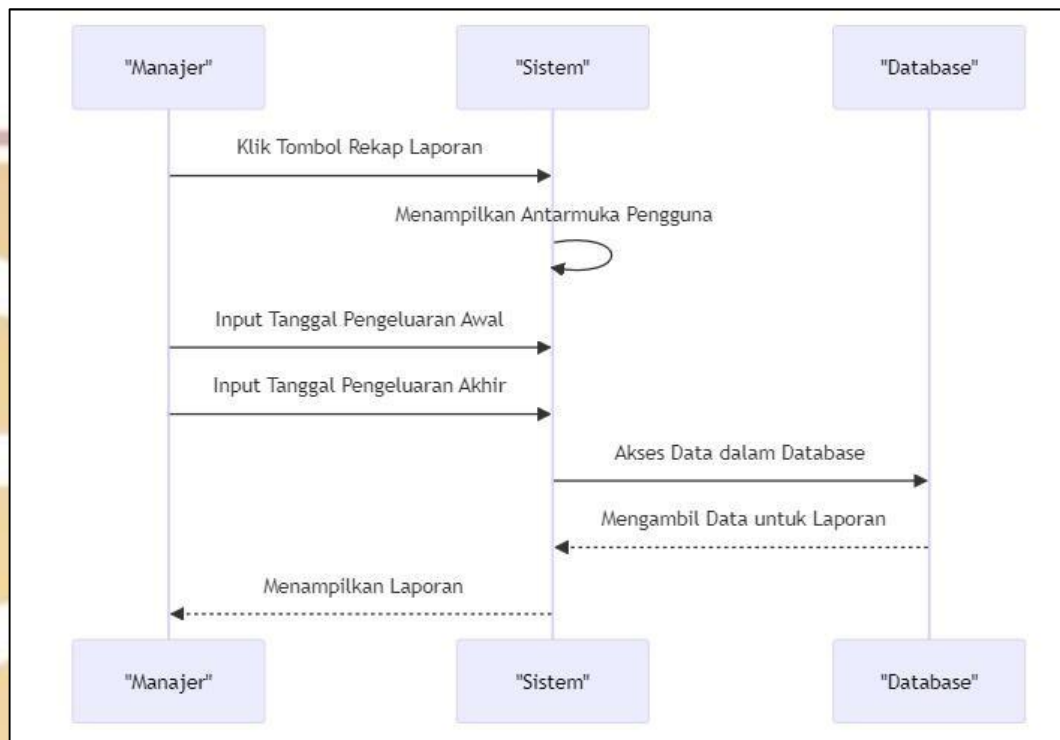 "Manajer"
"Sistem"
"Database"
Klik Tombol Rekap Laporan
Menampilkan Antarmuka Pengguna
Input Tanggal Pengeluaran Awal
Input Tanggal Pengeluaran Akhir
Akses Data dalam Database
Mengambil Data untuk Laporan
Menampilkan Laporan
"Manajer"
"Sistem"
"Database"